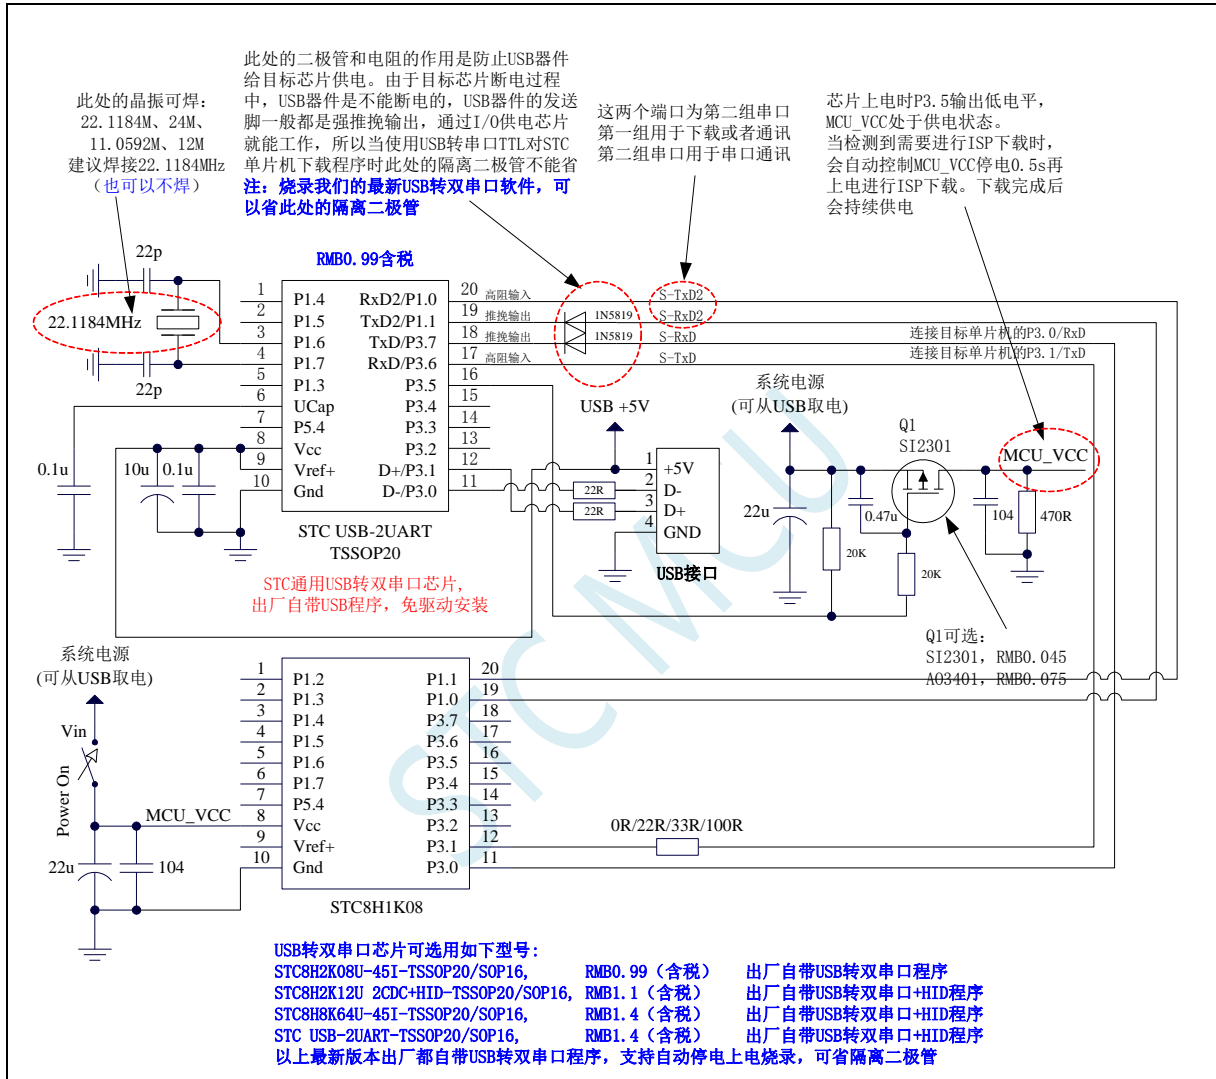 此处的晶振可焊:
22.1184M、24M、
11.0592M、12M
建议焊接22.1184MHz
(也可以不焊)
此处的二极管和电阻的作用是防止USB器件
给目标芯片供电。由于目标芯片断电过程
中，USB器件是不能断电的，USB器件的发送
脚一般都是强推挽输出，通过I/O供电芯片
就能工作，所以当使用USB转串口TTL对STC
单片机下载程序时此处的隔离二极管不能省
注：烧录我们的最新USB转双串口软件，可
以省此处的隔离二极管
这两个端口为第二组串口
第一组用于下载或者通讯
第二组串口用于串口通讯
芯片上电时P3.5输出低电平，
MCU_VCC处于供电状态。
当检测到需要进行ISP下载时，
会自动控制MCU_VCC停电0.5s再
上电进行ISP下载。下载完成后
会持续供电
22p
22.1184MHz
22p
RMB0.99含税
1 P1.4 RxD2/P1.0 20 高阻输入 S-TxD2
2 P1.5 TxD2/P1.1 19 推挽输出 1N5819 S-RxD2
3 P1.6 TxD/P3.7 18 推挽输出 1N5819 S-RxD 连接目标单片机的P3.0/RxD
4 P1.7 RxD/P3.6 17 高阻输入 S-TxD 连接目标单片机的P3.1/TxD
5 P1.3 P3.5 16
6 UCap P3.4 15
7 P5.4 P3.3 14
8 Vcc P3.2 13
9 Vref+ D+/P3.1 12
10 Gnd D-/P3.0 11
STC USB-2UART
TSSOP20
STC通用USB转双串口芯片,
出厂自带USB程序，免驱动安装
0.1u
10u
0.1u
USB +5V
22R
22R
1 +5V
2 D-
3 D+
4 GND
USB接口
系统电源
(可从USB取电)
Q1
SI2301
MCU_VCC
22u
0.47u
104
470R
20K
20K
Q1可选:
SI2301, RMB0.045
AO3401, RMB0.075
系统电源
(可从USB取电)
Vin
Power On
MCU_VCC
22u
104
1 P1.2 P1.1 20
2 P1.3 P1.0 19
3 P1.4 P3.7 18
4 P1.5 P3.6 17
5 P1.6 P3.5 16
6 P1.7 P3.4 15
7 P5.4 P3.3 14
8 Vcc P3.2 13
9 Vref+ P3.1 12
10 Gnd P3.0 11
0R/22R/33R/100R
STC8H1K08
STC MCU
USB转双串口芯片可选用如下型号:
STC8H2K08U-45I-TSSOP20/SOP16, RMB0.99（含税） 出厂自带USB转双串口程序
STC8H2K12U 2CDC+HID-TSSOP20/SOP16, RMB1.1（含税） 出厂自带USB转双串口+HID程序
STC8H8K64U-45I-TSSOP20/SOP16, RMB1.4（含税） 出厂自带USB转双串口+HID程序
STC USB-2UART-TSSOP20/SOP16, RMB1.4（含税） 出厂自带USB转双串口+HID程序
以上最新版本出厂都自带USB转双串口程序，支持自动停电上电烧录，可省隔离二极管